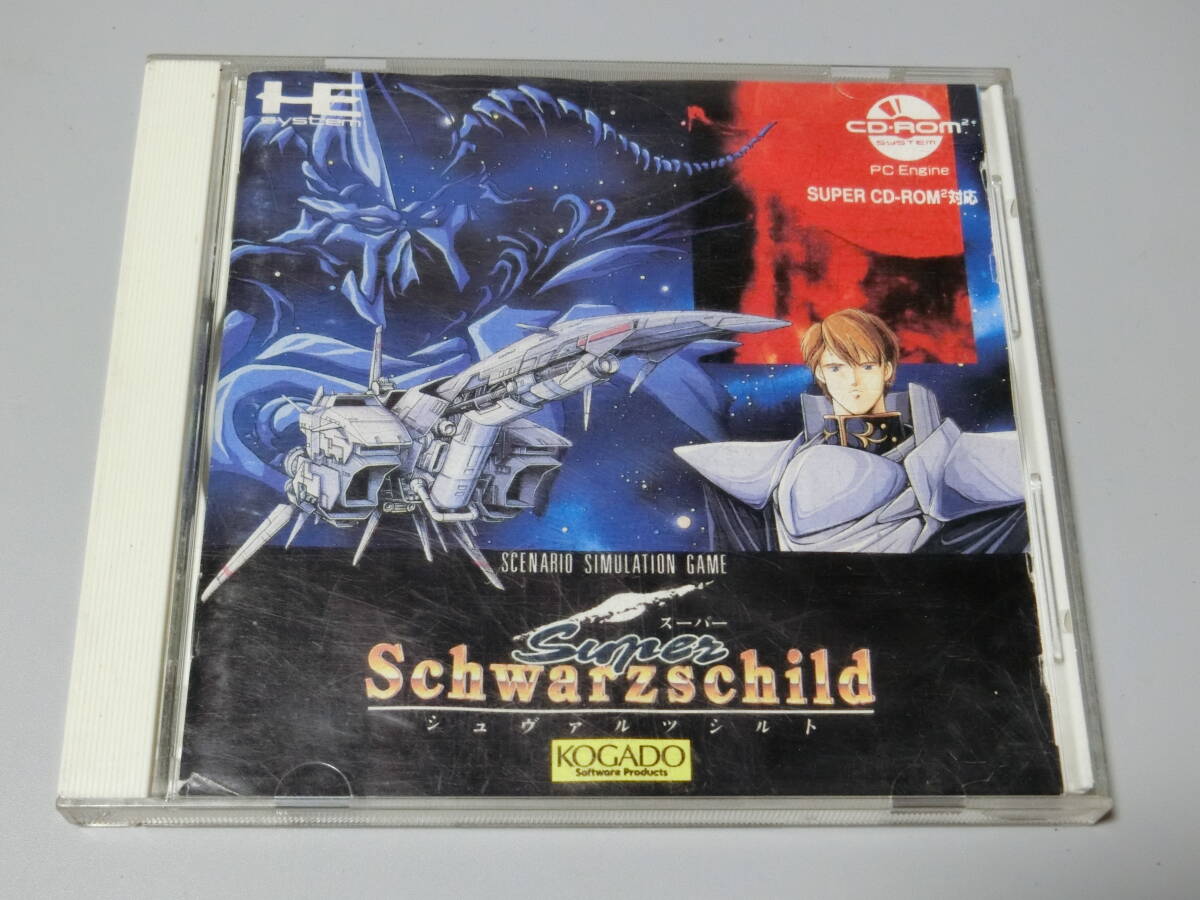 HE
system
CD-ROM²
SYSTEM
PC Engine
SUPER CD-ROM²対応
R
SCENARIO SIMULATION GAME
スーパー
Super
Schwarzschild
シュヴァルツシルト
KOGADO
Software Products